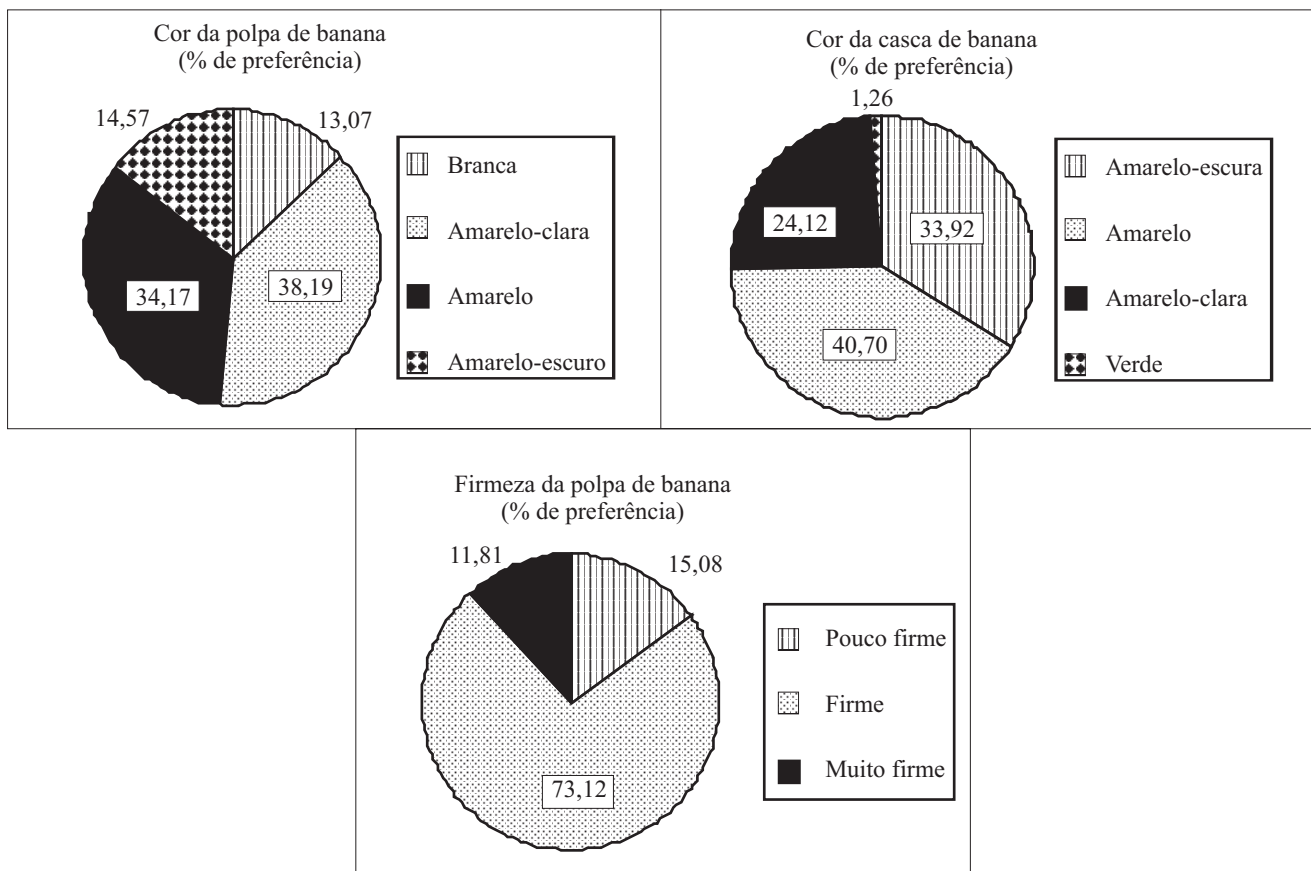 Cor da polpa de banana
(% de preferência)
14,57
13,07
34,17
38,19
Branca
Amarelo-clara
Amarelo
Amarelo-escuro
Cor da casca de banana
(% de preferência)
1,26
24,12
33,92
40,70
Amarelo-escura
Amarelo
Amarelo-clara
Verde
Firmeza da polpa de banana
(% de preferência)
11,81
15,08
73,12
Pouco firme
Firme
Muito firme